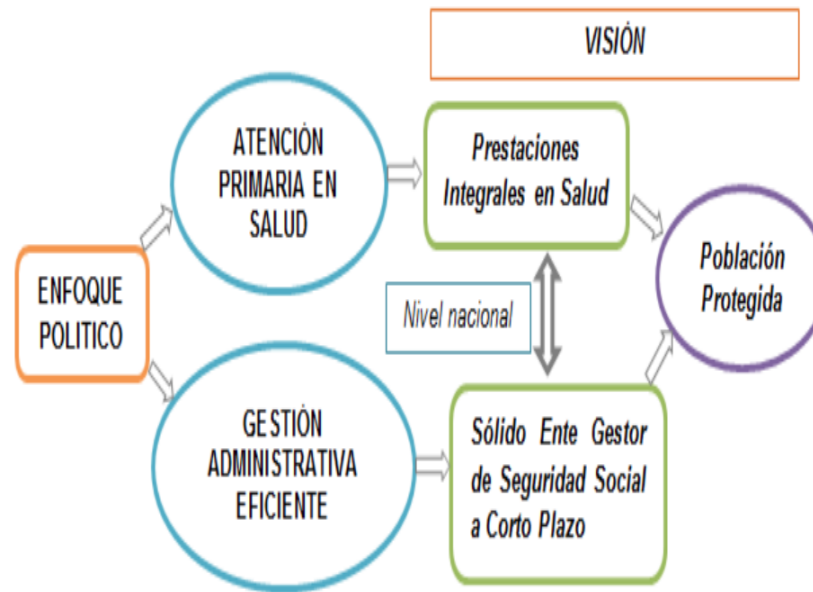 VISIÓN
ATENCIÓN
PRIMARIA EN
SALUD
Prestaciones
Integrales en Salud
ENFOQUE
POLITICO
Nivel nacional
Población
Protegida
GESTIÓN
ADMINISTRATIVA
EFICIENTE
Sólido Ente Gestor
de Seguridad Social
a Corto Plazo